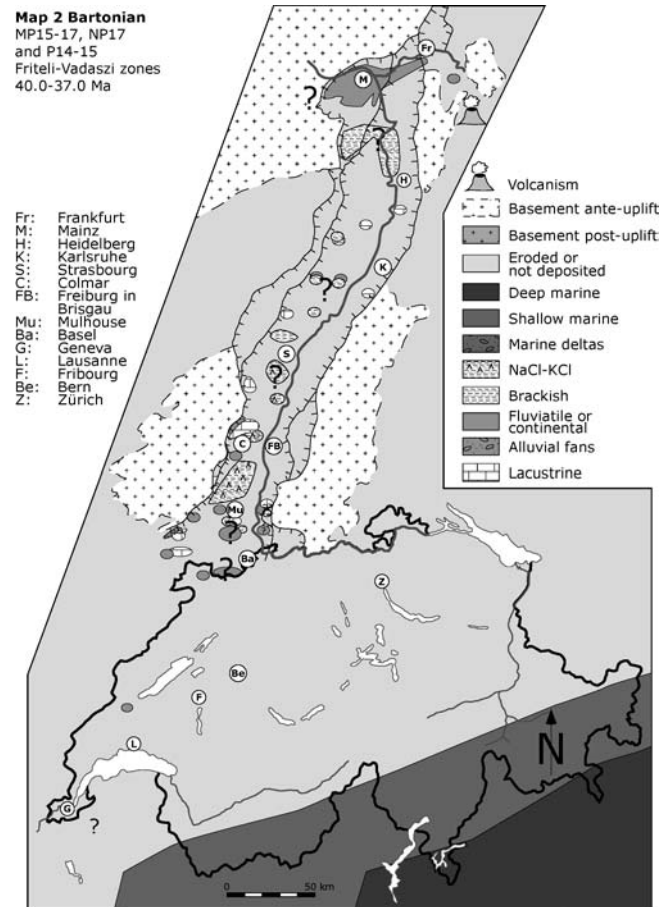 Map 2 Bartonian
MP15-17, NP17
and P14-15
Friteli-Vadaszi zones
40.0-37.0 Ma
Fr: Frankfurt
M: Mainz
H: Heidelberg
K: Karlsruhe
S: Strasbourg
C: Colmar
FB: Freiburg in
Brisgau
Mu: Mulhouse
Ba: Basel
G: Geneva
L: Lausanne
F: Fribourg
Be: Bern
Z: Zürich
Fr
M
?
?
H
K
?
S
?
C
FB
Mu
?
?
?
Ba
Z
Be
F
L
G
?
N
0 50 km
Volcanism
Basement ante-uplift
Basement post-uplift
Eroded or
not deposited
Deep marine
Shallow marine
Marine deltas
NaCl-KCl
Brackish
Fluviatile or
continental
Alluvial fans
Lacustrine